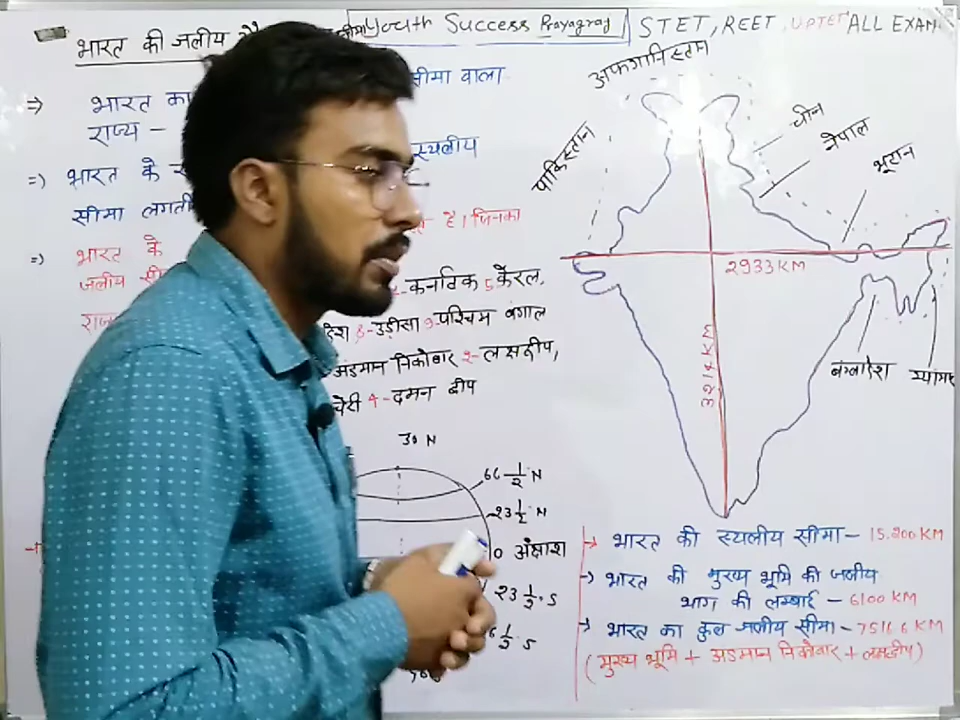 भारत की जलीय
Youth Success Prayagraj
STET, REET, UPTET ALL EXAM
⇒ भारत का सीमा वाला
राज्य -
=) भारत के स्थलीय
सीमा लगती
=) भारत के है। जिनका
जलीय
कर्नाटक 5 केरल,
8-उड़ीसा 9-पश्चिम बंगाल
अंडमान निकोबार 2-लक्षद्वीप,
4-दमन द्वीप
अफगानिस्तान
पाकिस्तान
चीन
नेपाल
भूटान
2933 KM
3214 KM
बंग्लादेश
म्यांमार
30 N
66 1/2 N
23 1/2 N
0 अंक्षाश
23 1/2 S
6 1/2 S
→ भारत की स्थलीय सीमा - 15.200 KM
→ भारत की मुख्य भूमि की जलीय
भाग की लम्बाई - 6100 KM
→ भारत का कुल जलीय सीमा - 7516.6 KM
(मुख्य भूमि + अंडमान निकोबार + लक्षद्वीप)